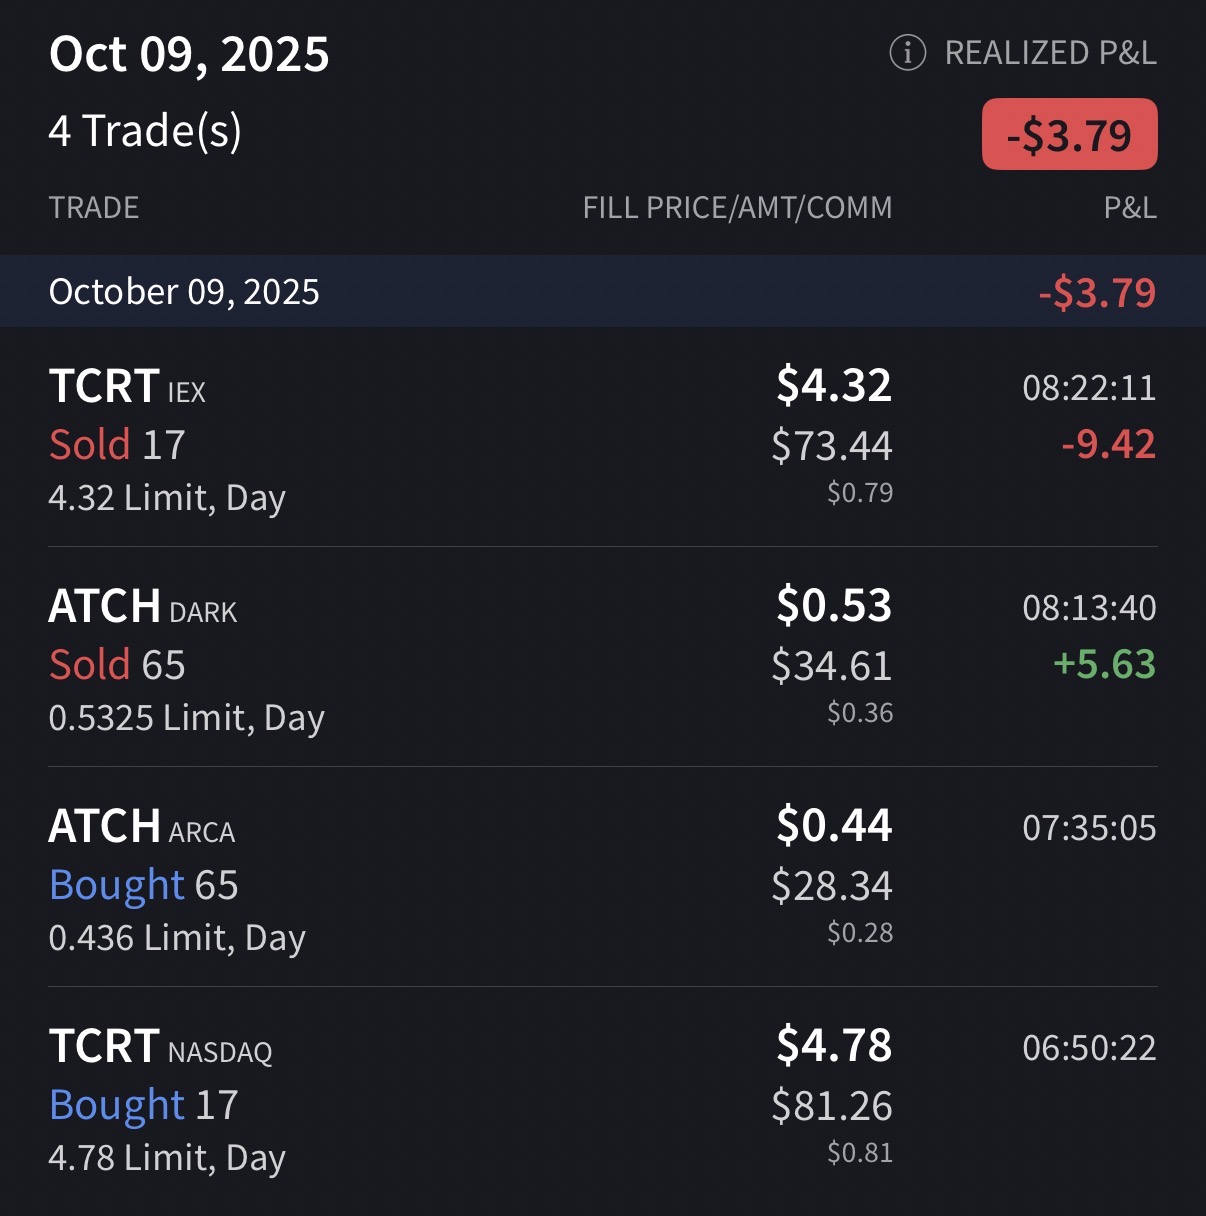 Oct 09, 2025
ⓘ REALIZED P&L
4 Trade(s)
-$3.79
TRADE FILL PRICE/AMT/COMM P&L
October 09, 2025 -$3.79
TCRT IEX $4.32 08:22:11
Sold 17 $73.44 -9.42
4.32 Limit, Day $0.79
ATCH DARK $0.53 08:13:40
Sold 65 $34.61 +5.63
0.5325 Limit, Day $0.36
ATCH ARCA $0.44 07:35:05
Bought 65 $28.34
0.436 Limit, Day $0.28
TCRT NASDAQ $4.78 06:50:22
Bought 17 $81.26
4.78 Limit, Day $0.81